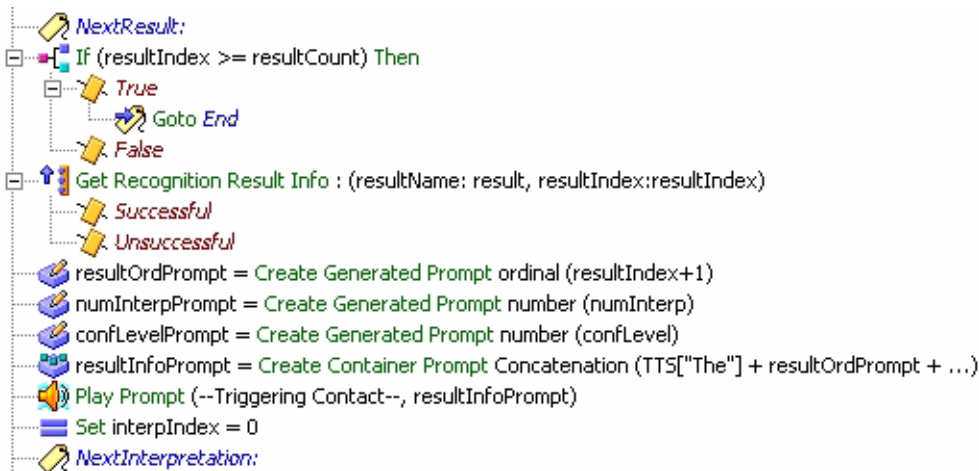 NextResult:
If (resultIndex >= resultCount) Then
True
Goto End
False
Get Recognition Result Info : (resultName: result, resultIndex:resultIndex)
Successful
Unsuccessful
resultOrdPrompt = Create Generated Prompt ordinal (resultIndex+1)
numInterpPrompt = Create Generated Prompt number (numInterp)
confLevelPrompt = Create Generated Prompt number (confLevel)
resultInfoPrompt = Create Container Prompt Concatenation (TTS["The"] + resultOrdPrompt + ...)
Play Prompt (--Triggering Contact--, resultInfoPrompt)
Set interpIndex = 0
NextInterpretation: